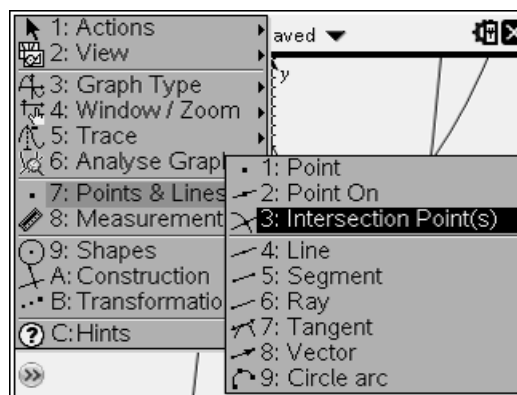 1: Actions
2: View
3: Graph Type
4: Window / Zoom
5: Trace
6: Analyse Grap
7: Points & Lines
8: Measurement
9: Shapes
A: Construction
B: Transformatio
C: Hints
aved
y
1: Point
2: Point On
3: Intersection Point(s)
4: Line
5: Segment
6: Ray
7: Tangent
8: Vector
9: Circle arc